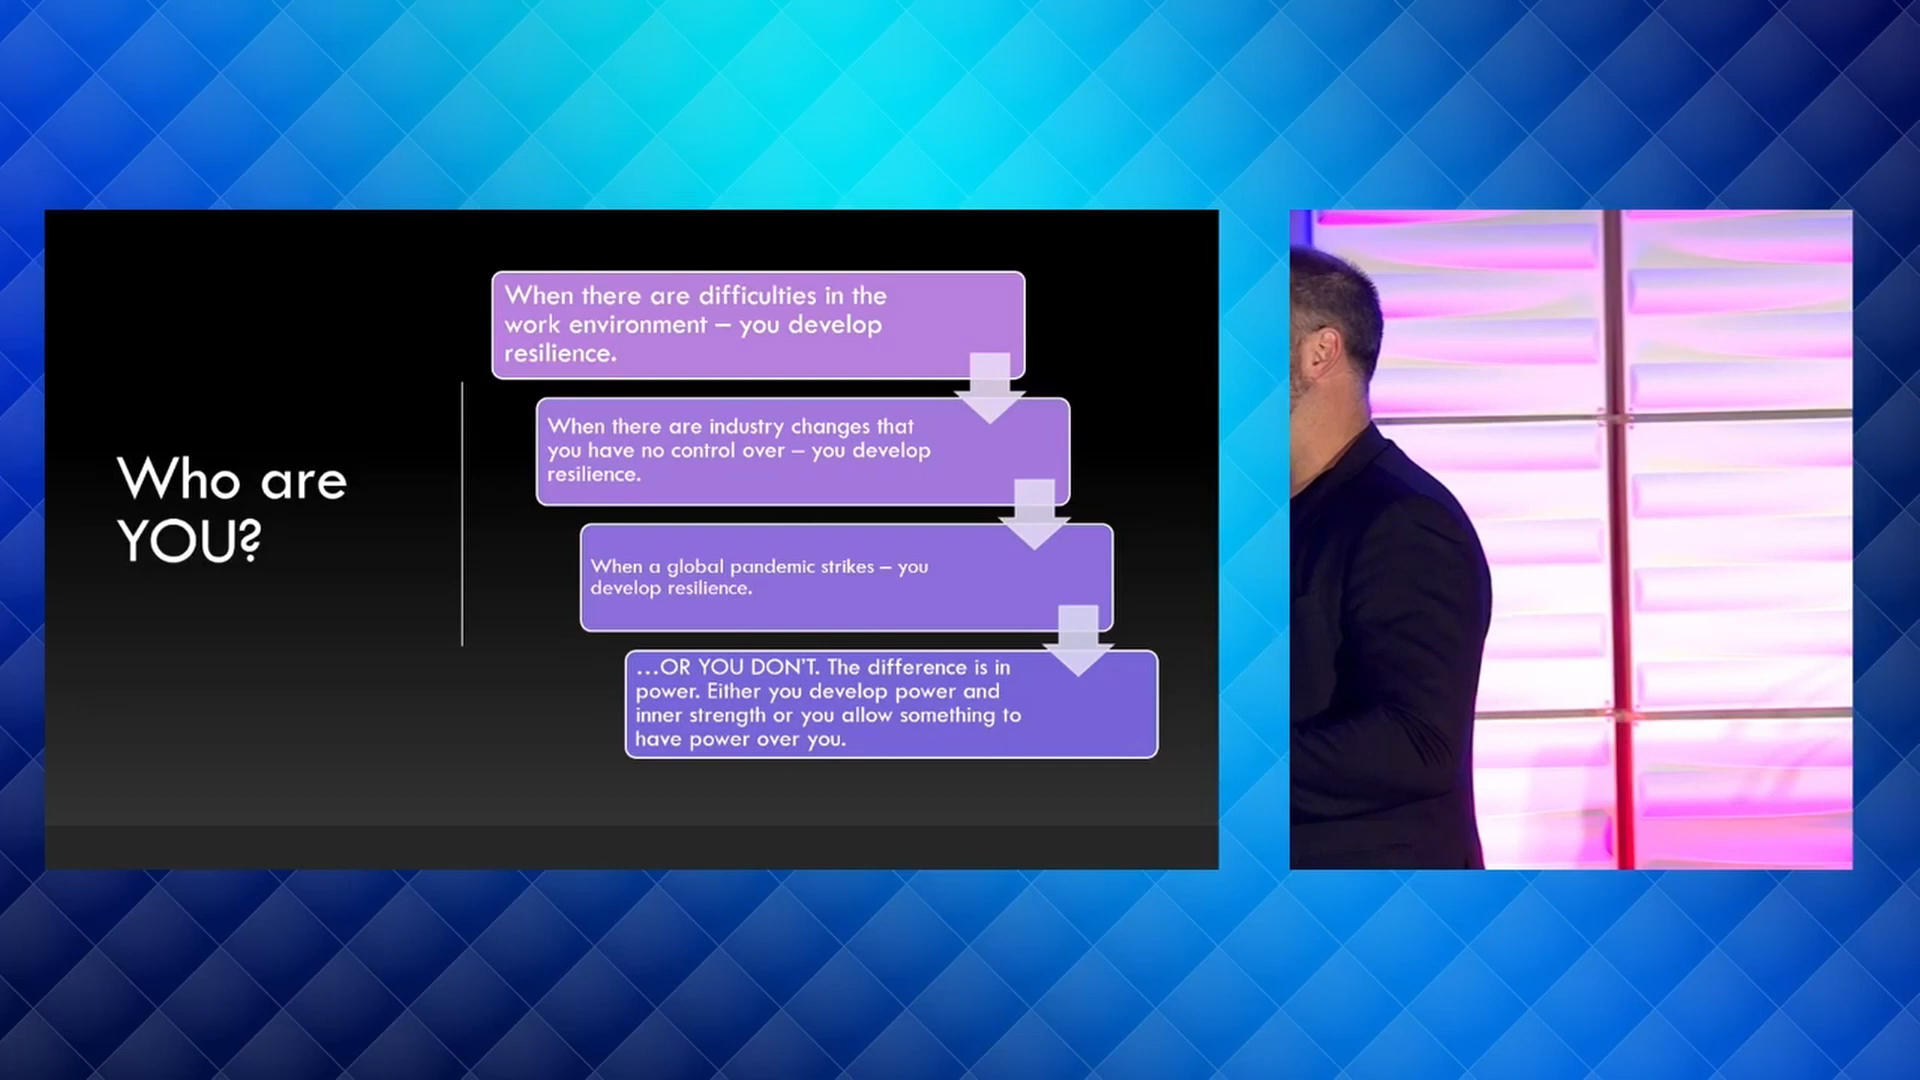 Who are
YOU?
When there are difficulties in the
work environment – you develop
resilience.
When there are industry changes that
you have no control over – you develop
resilience.
When a global pandemic strikes – you
develop resilience.
…OR YOU DON'T. The difference is in
power. Either you develop power and
inner strength or you allow something to
have power over you.